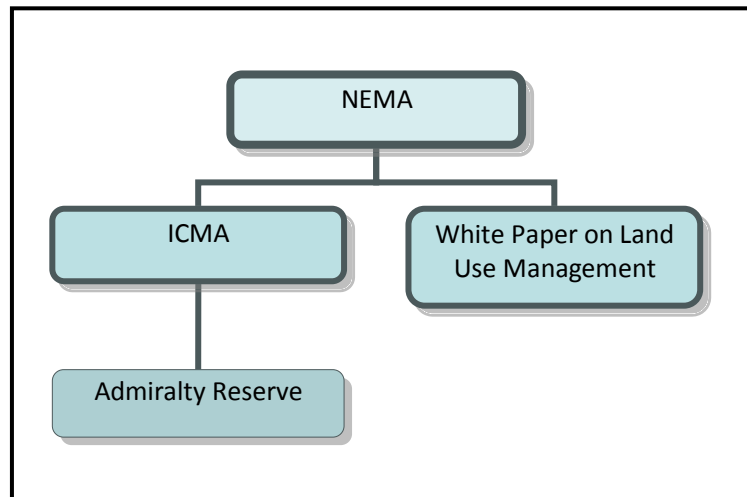 NEMA
ICMA
White Paper on Land
Use Management
Admiralty Reserve